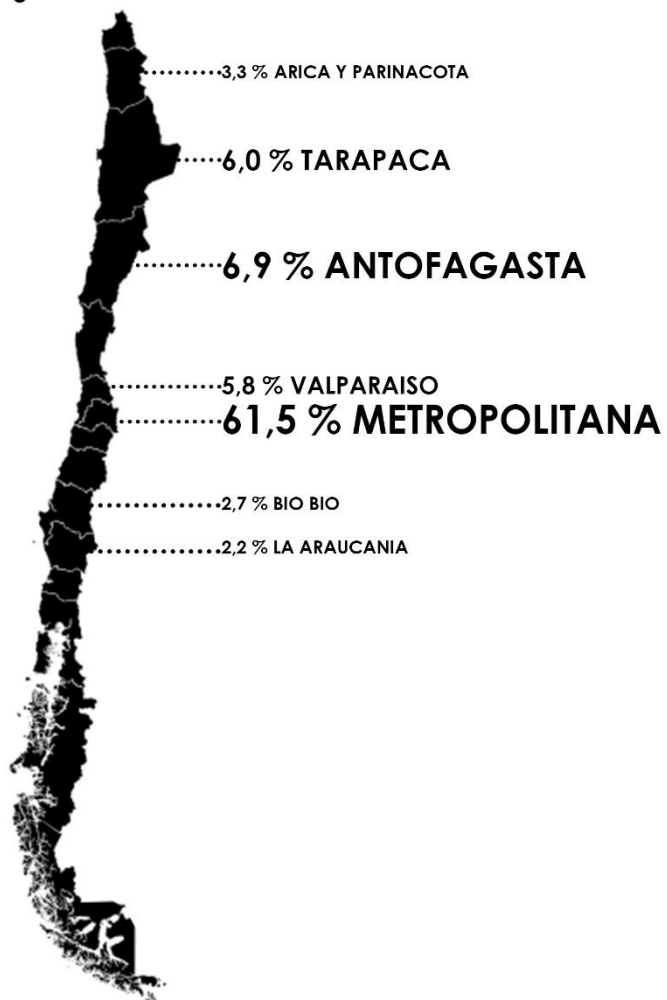 3,3 % ARICA Y PARINACOTA
6,0 % TARAPACA
6,9 % ANTOFAGASTA
5,8 % VALPARAISO
61,5 % METROPOLITANA
2,7 % BIO BIO
2,2 % LA ARAUCANIA